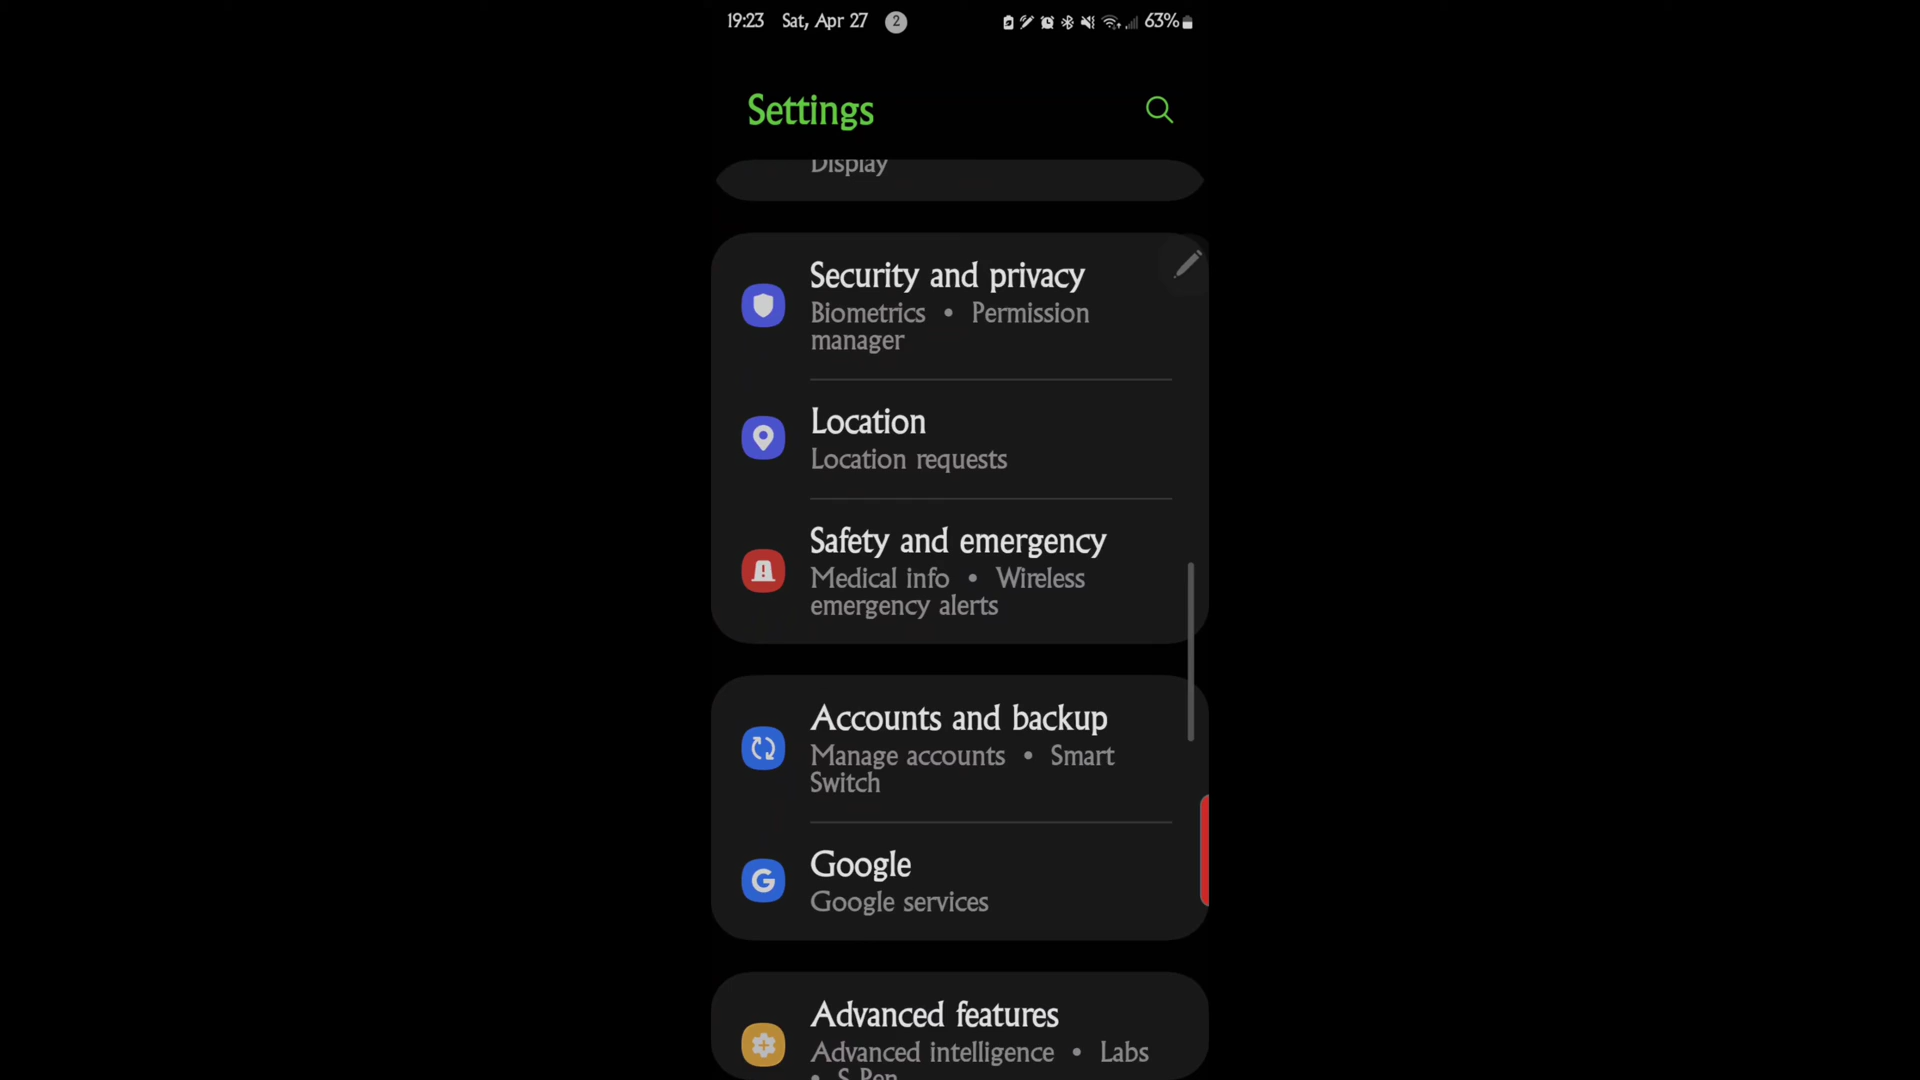 19:23 Sat, Apr 27 2 63%
Settings
Display
Security and privacy
Biometrics • Permission
manager
Location
Location requests
Safety and emergency
Medical info • Wireless
emergency alerts
Accounts and backup
Manage accounts • Smart
Switch
Google
Google services
Advanced features
Advanced intelligence • Labs
• S Pen